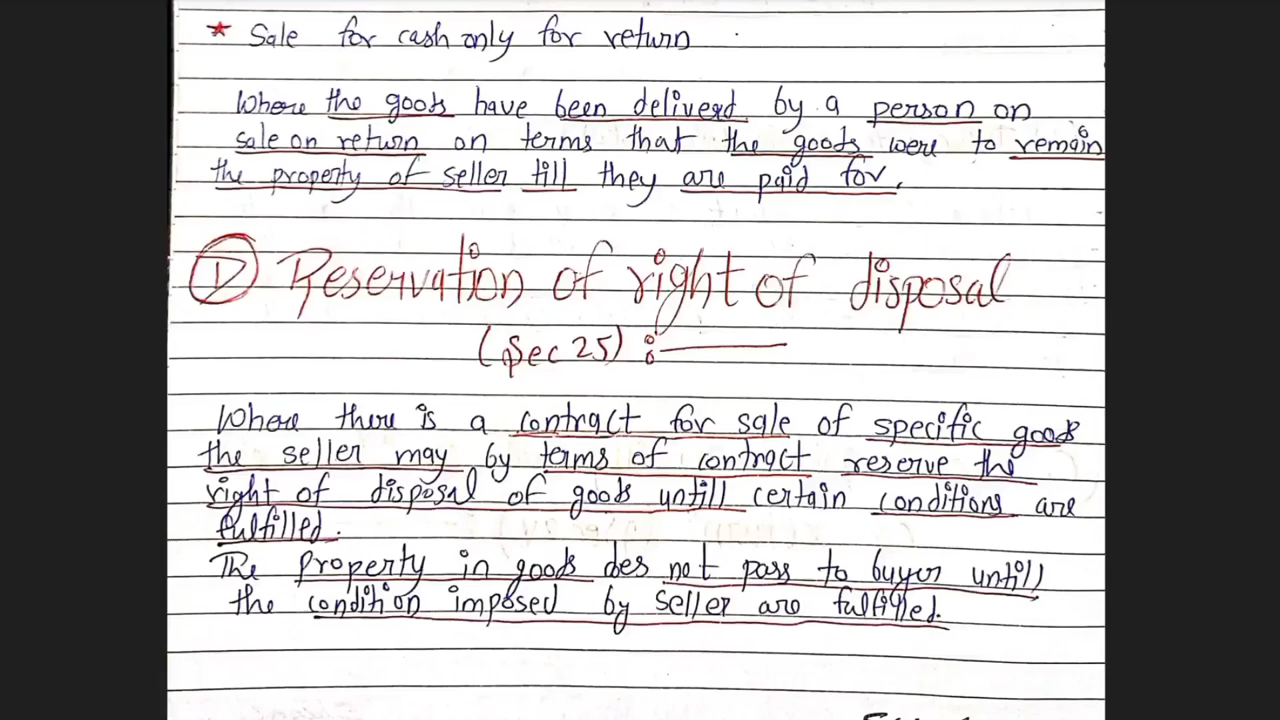 * Sale for cash only for return
Where the goods have been deliverd by a person on
sale on return on terms that the goods were to remain
the property of seller till they are paid for.
D Reservation of right of disposal
(Sec 25) :-
Where there is a contract for sale of specific goods
the seller may by terms of contract reserve the
right of disposal of goods untill certain conditions are
fulfilled.
The property in goods des not pass to buyer untill
the condition imposed by seller are fulfilled.